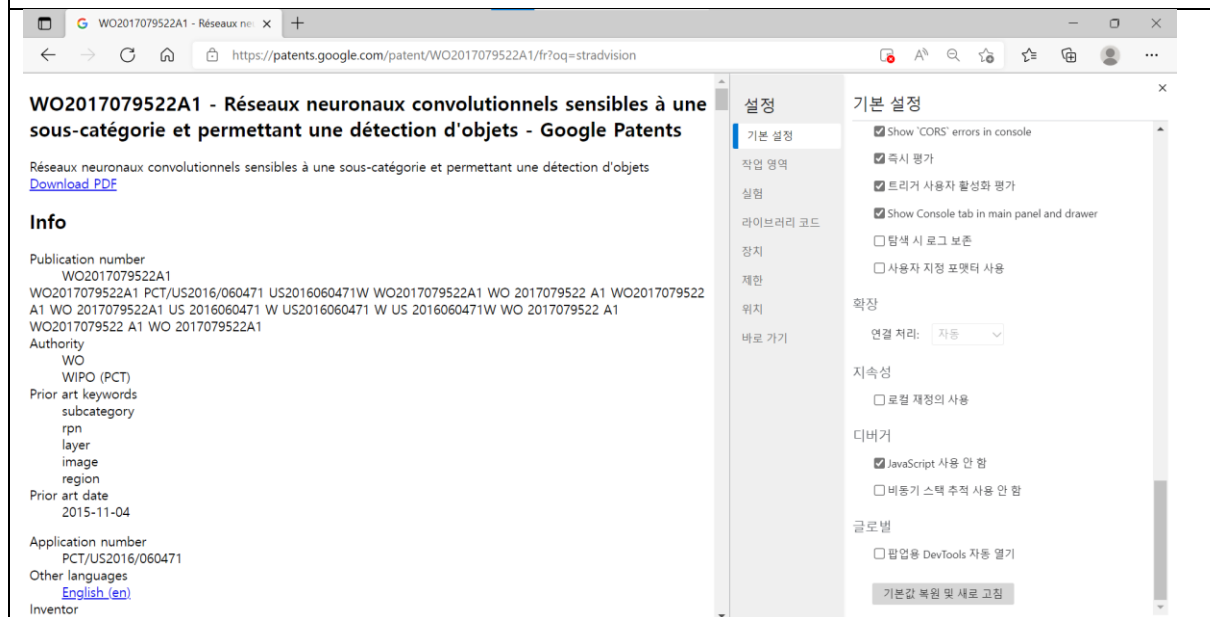 WO2017079522A1 - Réseaux ne
https://patents.google.com/patent/WO2017079522A1/fr?oq=stradvision
WO2017079522A1 - Réseaux neuronaux convolutionnels sensibles à une
sous-catégorie et permettant une détection d'objets - Google Patents
Réseaux neuronaux convolutionnels sensibles à une sous-catégorie et permettant une détection d'objets
Download PDF
Info
Publication number
WO2017079522A1
WO2017079522A1 PCT/US2016/060471 US2016060471W WO2017079522A1 WO 2017079522 A1 WO2017079522
A1 WO 2017079522A1 US 2016060471 W US2016060471 W US 2016060471W WO 2017079522 A1
WO2017079522 A1 WO 2017079522A1
Authority
WO
WIPO (PCT)
Prior art keywords
subcategory
rpn
layer
image
region
Prior art date
2015-11-04
Application number
PCT/US2016/060471
Other languages
English (en)
Inventor
설정
기본 설정
작업 영역
실험
라이브러리 코드
장치
제한
위치
바로 가기
기본 설정
Show `CORS` errors in console
즉시 평가
트리거 사용자 활성화 평가
Show Console tab in main panel and drawer
탐색 시 로그 보존
사용자 지정 포맷터 사용
확장
연결 처리: 자동
지속성
로컬 재정의 사용
디버거
JavaScript 사용 안 함
비동기 스택 추적 사용 안 함
글로벌
팝업용 DevTools 자동 열기
기본값 복원 및 새로 고침